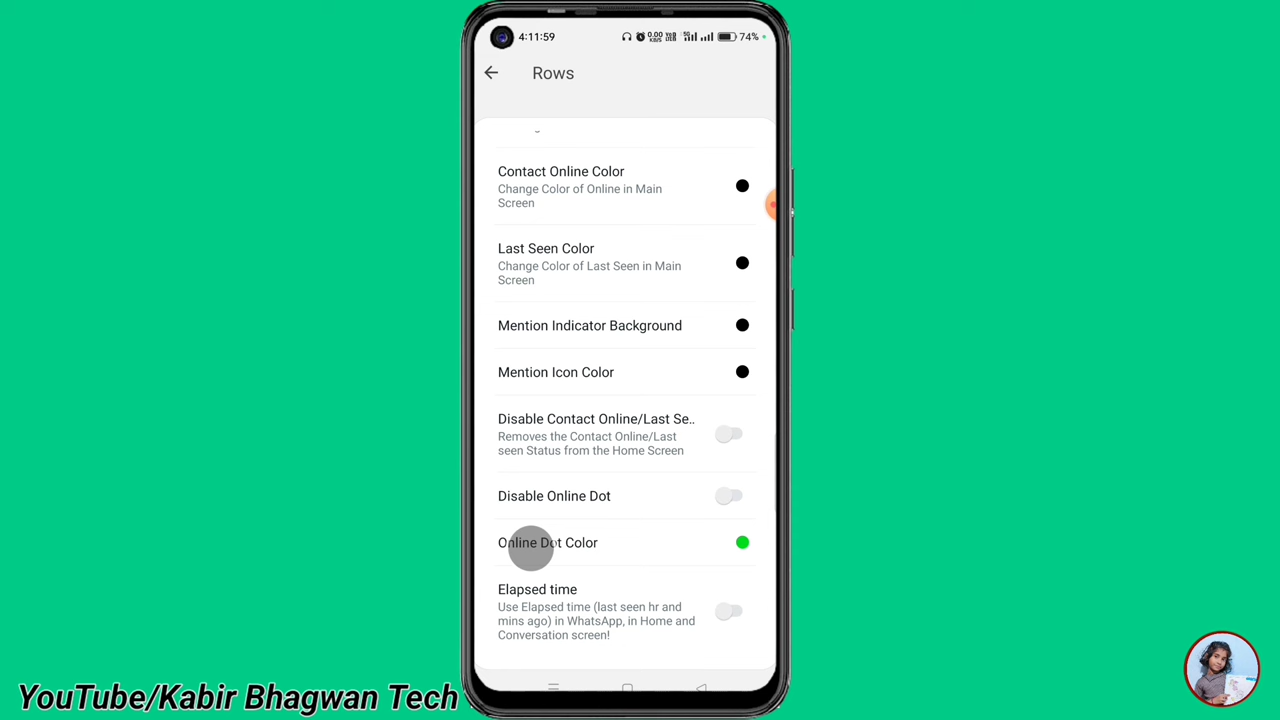 4:11:59
0.00 KB/S
5G
74%
Rows
Contact Online Color
Change Color of Online in Main
Screen
Last Seen Color
Change Color of Last Seen in Main
Screen
Mention Indicator Background
Mention Icon Color
Disable Contact Online/Last Se..
Removes the Contact Online/Last
seen Status from the Home Screen
Disable Online Dot
Online Dot Color
Elapsed time
Use Elapsed time (last seen hr and
mins ago) in WhatsApp, in Home and
Conversation screen!
YouTube/Kabir Bhagwan Tech